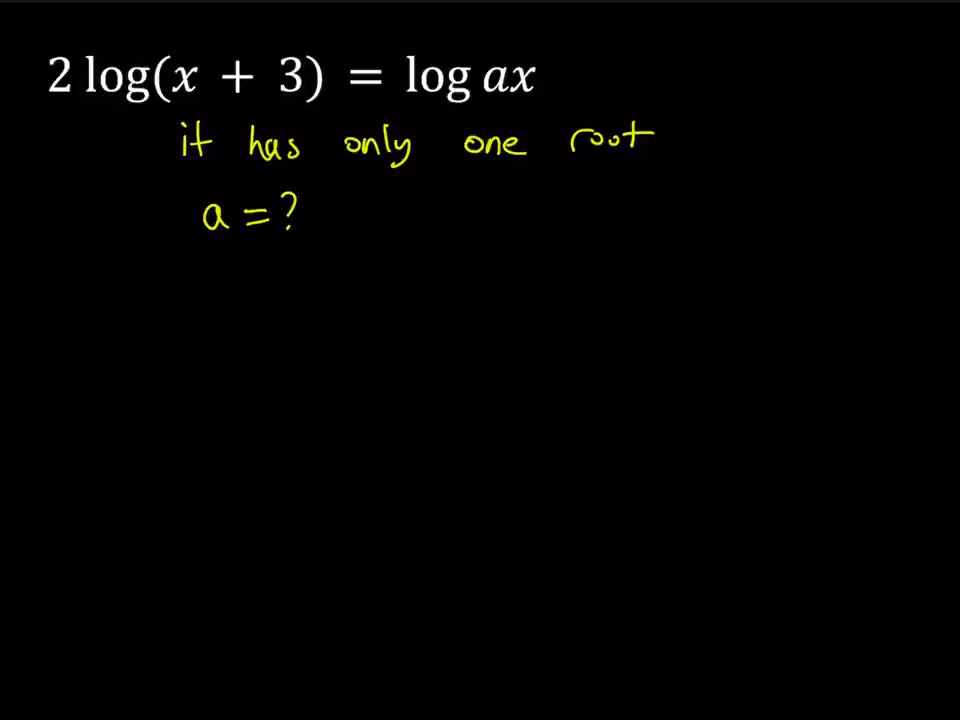 2 log(x + 3) = log ax
it has only one root
a = ?